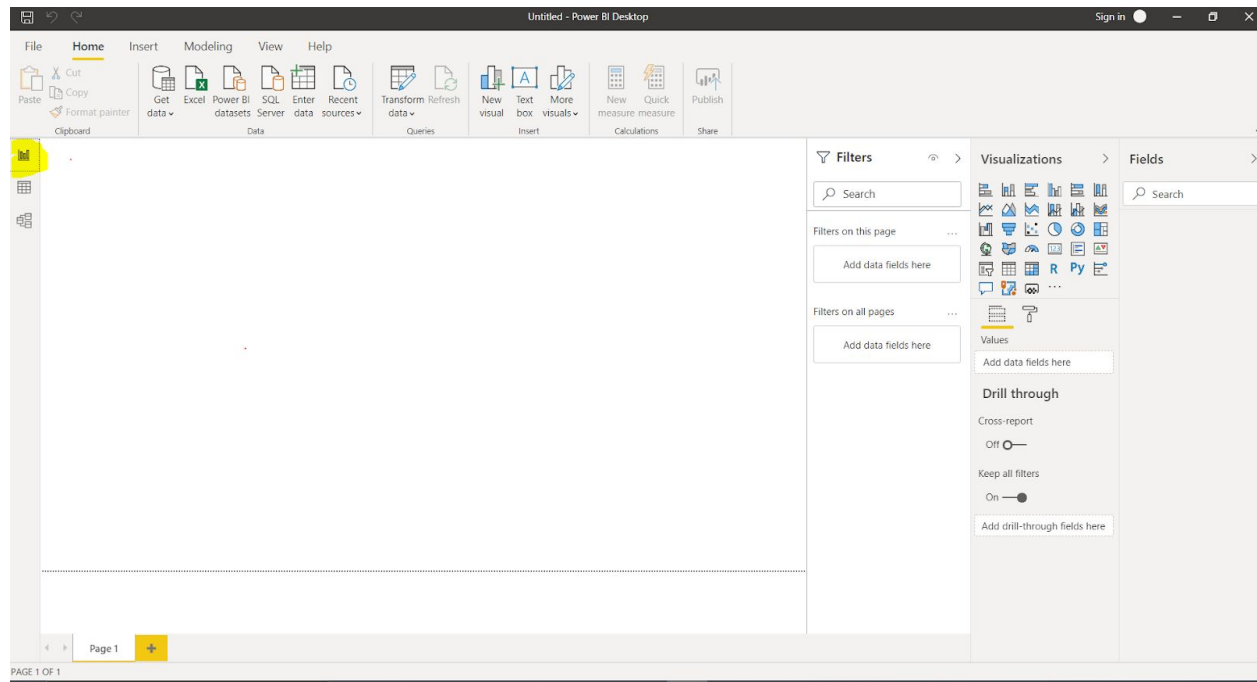 Untitled - Power BI Desktop
Sign in
File Home Insert Modeling View Help
Paste
Cut
Copy
Format painter
Clipboard
Get data
Excel
Power BI datasets
SQL Server
Enter data
Recent sources
Data
Transform data
Refresh
Queries
New visual
Text box
More visuals
Insert
New measure
Quick measure
Calculations
Publish
Share
Filters
Search
Filters on this page
...
Add data fields here
Filters on all pages
...
Add data fields here
Visualizations
123
R Py
...
Values
Add data fields here
Drill through
Cross-report
Off
Keep all filters
On
Add drill-through fields here
Fields
Search
Page 1
PAGE 1 OF 1